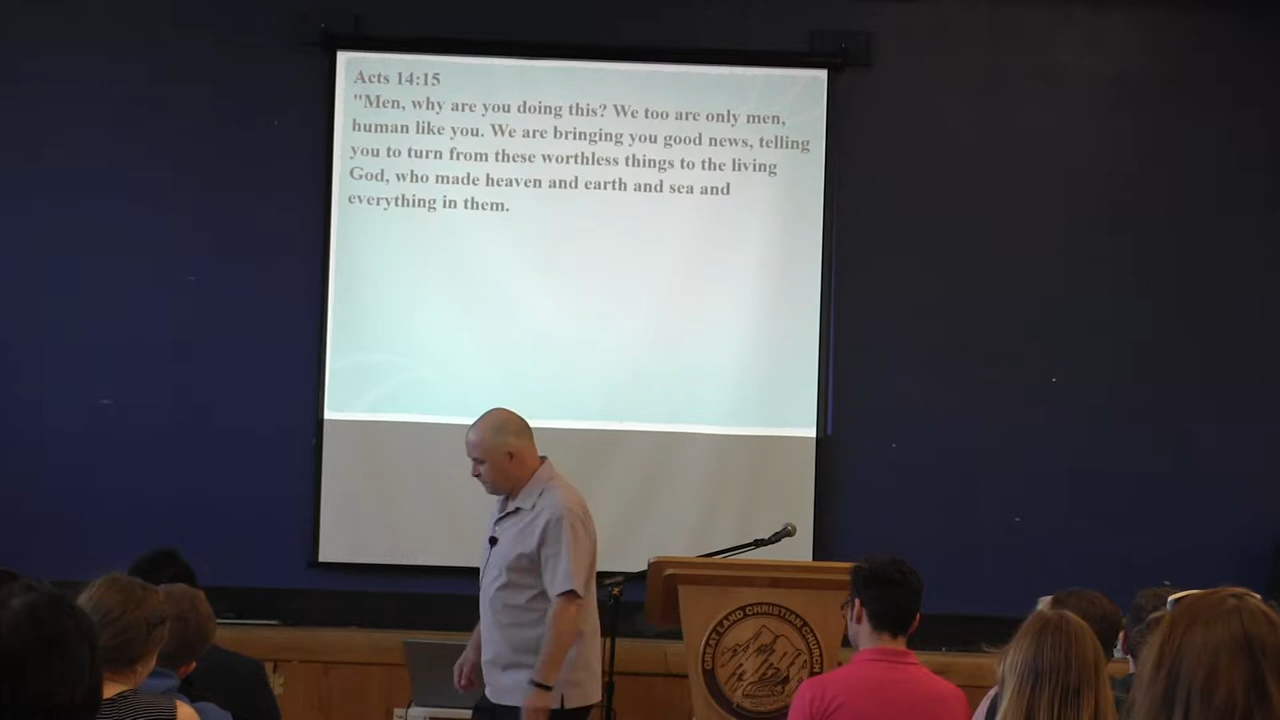 Acts 14:15
"Men, why are you doing this? We too are only men,
human like you. We are bringing you good news, telling
you to turn from these worthless things to the living
God, who made heaven and earth and sea and
everything in them.
GREAT LAND CHRISTIAN CHURCH